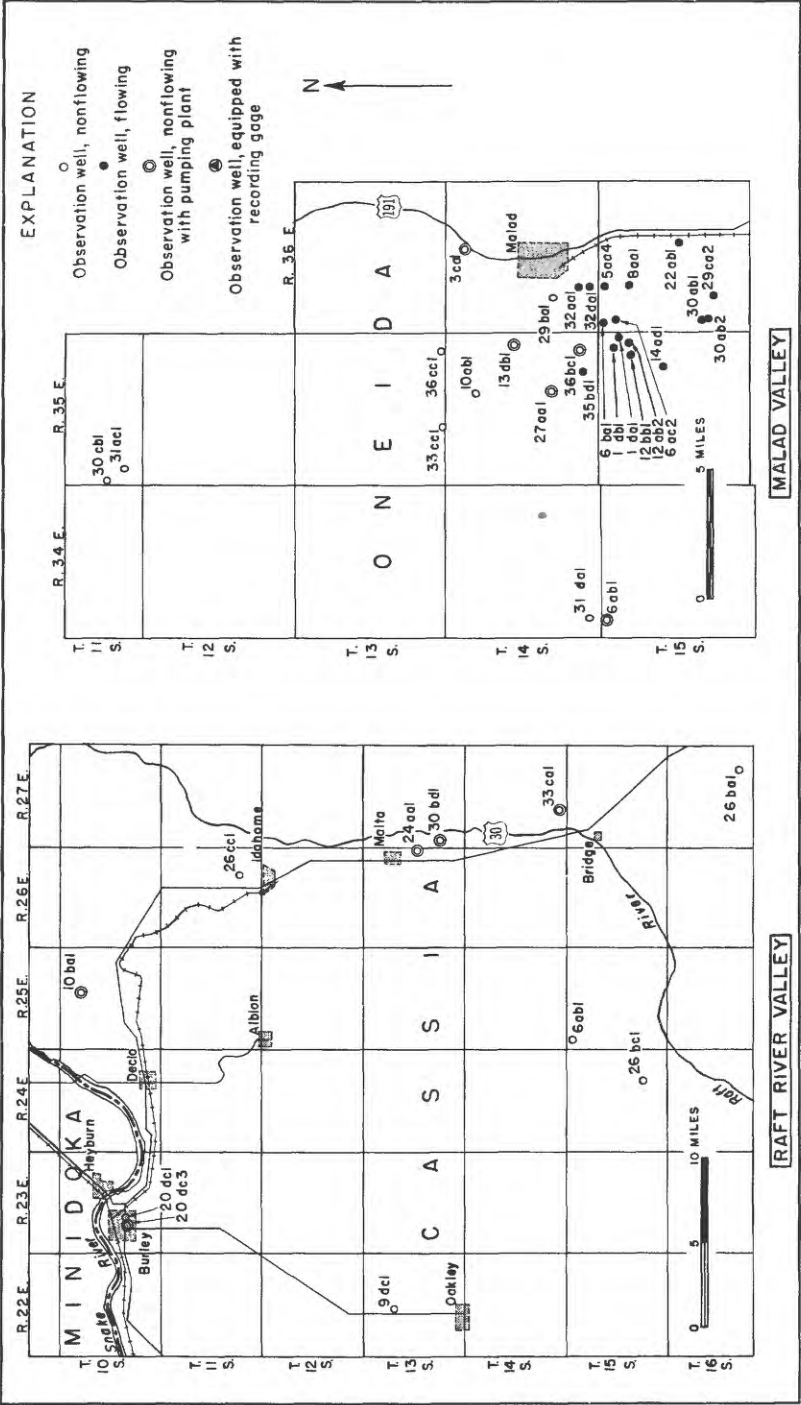 R. 22 E.
R. 23 E.
R. 24 E.
R. 25 E.
R. 26 E.
R. 27 E.
T. 10 S.
T. 11 S.
T. 12 S.
T. 13 S.
T. 14 S.
T. 15 S.
T. 16 S.
MINIDOKA
Heyburn
Snake River
Burley
20 dc1
20 dc3
Declo
10 ba1
Albion
26 cc1
Idahome
9 dc1
Oakley
CASSIA
Malta
24 aa1
30 bd1
30
33 ca1
Bridge
River
Raft
6 ab1
26 bc1
26 ba1
0 5 10 MILES
RAFT RIVER VALLEY
R. 34 E.
R. 35 E.
R. 36 E.
T. 11 S.
T. 12 S.
T. 13 S.
T. 14 S.
T. 15 S.
30 cb1
31 ac1
ONEIDA
191
33 cc1
36 cc1
3 cd1
10 ab1
13 db1
Malad
27 aa1
29 ba1
36 bc1
32 aa1
35 bd1
32 da1
31 da1
6 ab1
6 ba1
1 db1
1 da1
12 bb1
12 ab2
6 ac2
5 aa4
8 aa1
14 ad1
22 ab1
30 ab1
29 ca2
30 ab2
0 5 MILES
MALAD VALLEY
EXPLANATION
Observation well, nonflowing
Observation well, flowing
Observation well, nonflowing
with pumping plant
Observation well, equipped with
recording gage
N